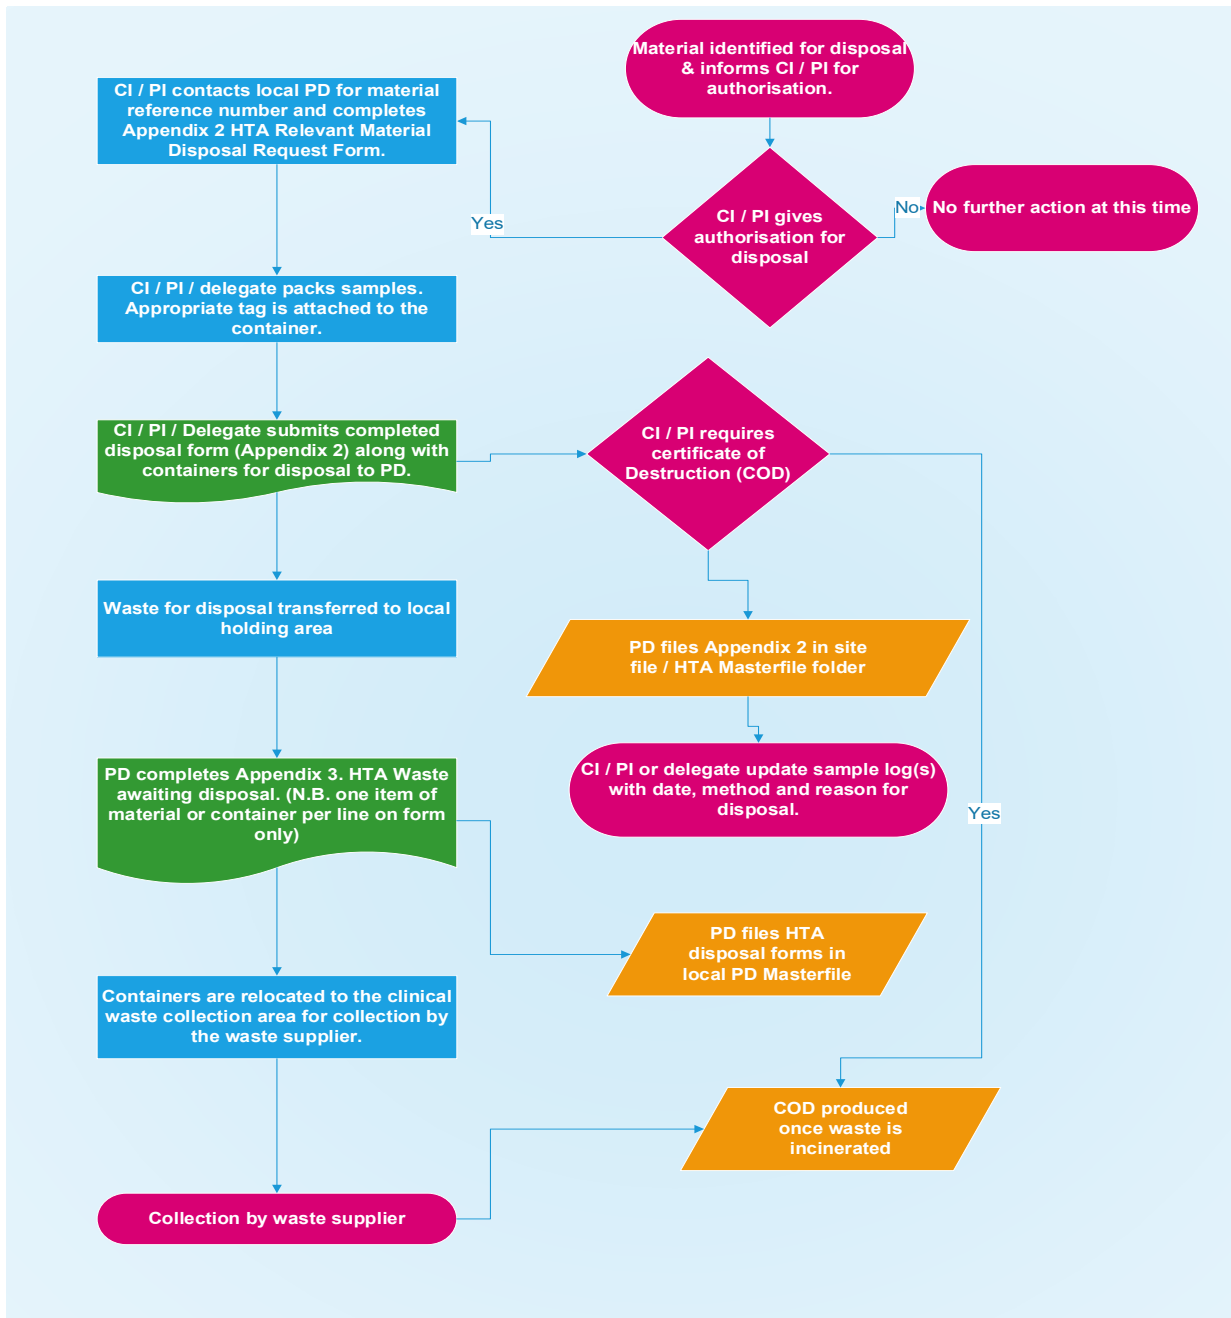 Material identified for disposal
& informs CI / PI for
authorisation.
CI / PI contacts local PD for material
reference number and completes
Appendix 2 HTA Relevant Material
Disposal Request Form.
Yes
CI / PI gives
authorisation for
disposal
No
No further action at this time
CI / PI / delegate packs samples.
Appropriate tag is attached to the
container.
CI / PI / Delegate submits completed
disposal form (Appendix 2) along with
containers for disposal to PD.
CI / PI requires
certificate of
Destruction (COD)
Waste for disposal transferred to local
holding area
PD files Appendix 2 in site
file / HTA Masterfile folder
CI / PI or delegate update sample log(s)
with date, method and reason for
disposal.
Yes
PD completes Appendix 3. HTA Waste
awaiting disposal. (N.B. one item of
material or container per line on form
only)
PD files HTA
disposal forms in
local PD Masterfile
Containers are relocated to the clinical
waste collection area for collection by
the waste supplier.
COD produced
once waste is
incinerated
Collection by waste supplier